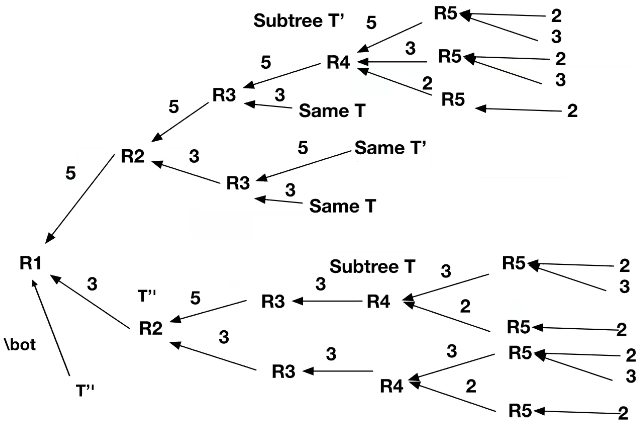 Subtree T' 5 R5 2
3
5 R4 3 R5 2
3
R3 3 2 R5 2
5 Same T
R2 3 5 Same T'
5 R3 3
Same T
R1 Subtree T 3 R5 2
3 T" 5 R3 3 R4 3
R2 2 R5 2
\bot 3 3 3 R5 2
R3 R4 3
T" 2 R5 2